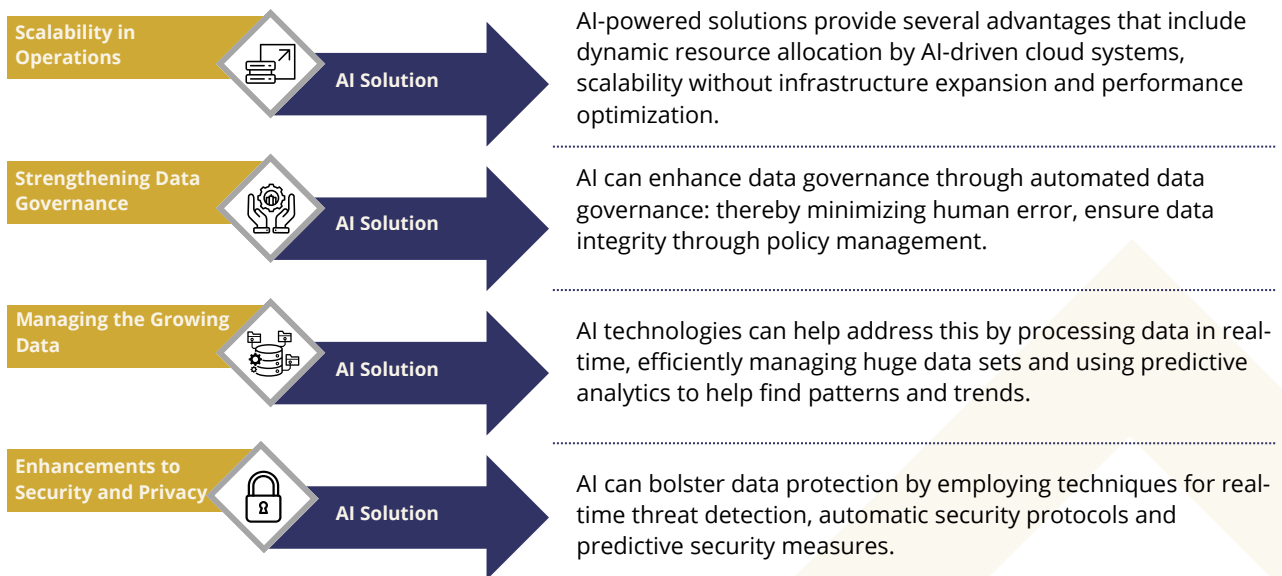 Scalability in
Operations
AI Solution
AI-powered solutions provide several advantages that include
dynamic resource allocation by AI-driven cloud systems,
scalability without infrastructure expansion and performance
optimization.
Strengthening Data
Governance
AI Solution
AI can enhance data governance through automated data
governance: thereby minimizing human error, ensure data
integrity through policy management.
Managing the Growing
Data
AI Solution
AI technologies can help address this by processing data in real-
time, efficiently managing huge data sets and using predictive
analytics to help find patterns and trends.
Enhancements to
Security and Privacy
AI Solution
AI can bolster data protection by employing techniques for real-
time threat detection, automatic security protocols and
predictive security measures.